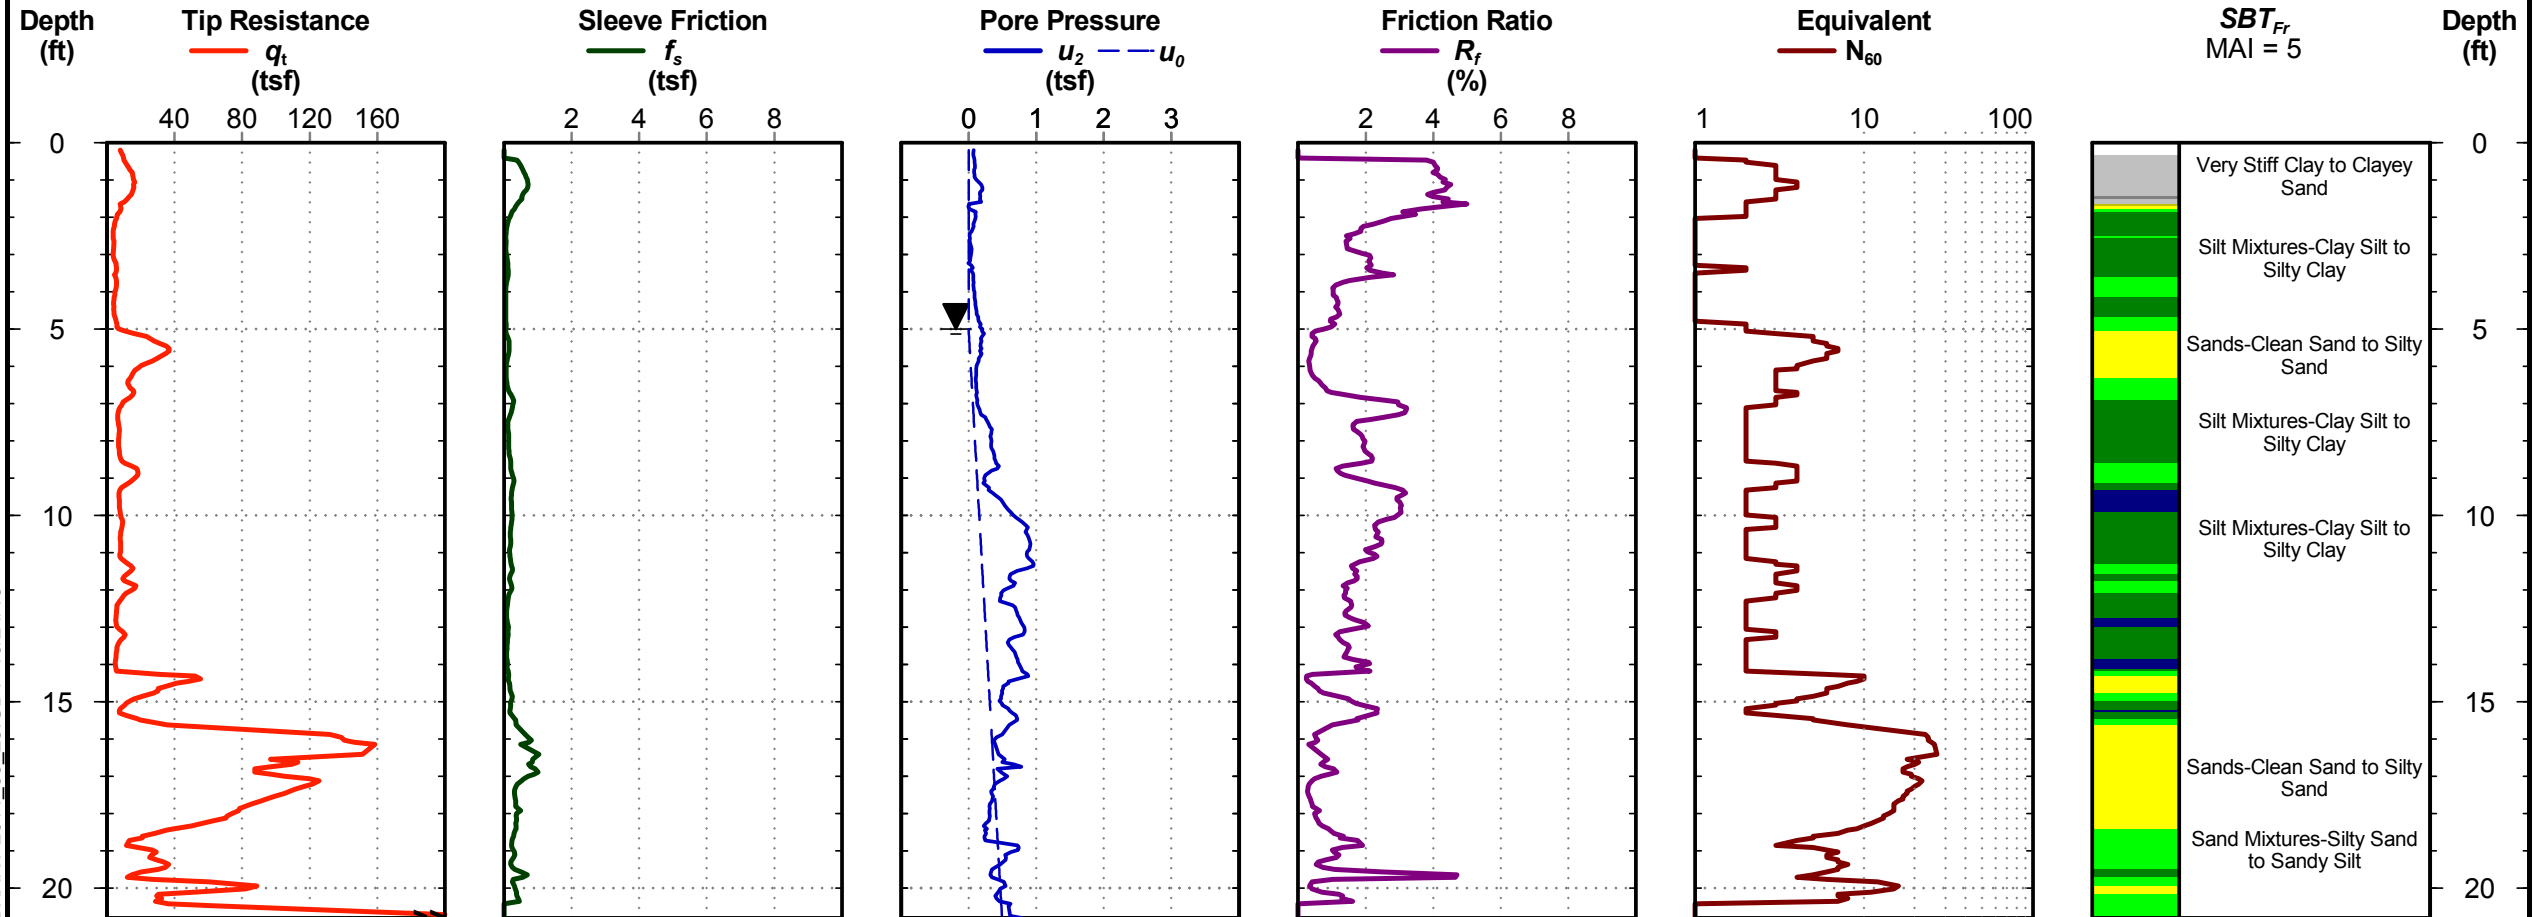 Depth
(ft)
Tip Resistance
qt
(tsf)
Sleeve Friction
fs
(tsf)
Pore Pressure
u2 u0
(tsf)
Friction Ratio
Rf
(%)
Equivalent
N60
SBTFr
MAI = 5
Depth
(ft)
40 80 120 160
2 4 6 8
0 1 2 3
2 4 6 8
1 10 100
0
5
10
15
20
Very Stiff Clay to Clayey
Sand
Silt Mixtures-Clay Silt to
Silty Clay
Sands-Clean Sand to Silty
Sand
Silt Mixtures-Clay Silt to
Silty Clay
Silt Mixtures-Clay Silt to
Silty Clay
Sands-Clean Sand to Silty
Sand
Sand Mixtures-Silty Sand
to Sandy Silt
0
5
10
15
20